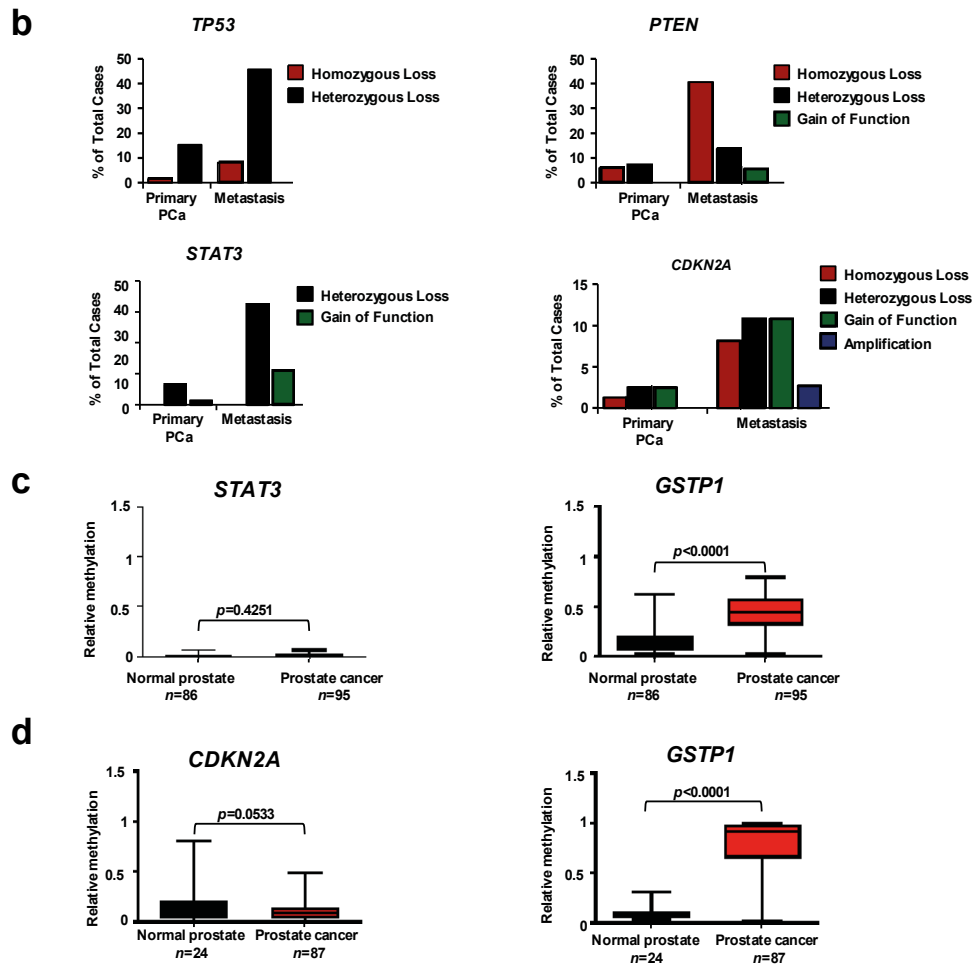 b
TP53
% of Total Cases
50
40
30
20
10
0
Primary PCa
Metastasis
Homozygous Loss
Heterozygous Loss
PTEN
% of Total Cases
50
40
30
20
10
0
Primary PCa
Metastasis
Homozygous Loss
Heterozygous Loss
Gain of Function
STAT3
% of Total Cases
50
40
30
20
10
0
Primary PCa
Metastasis
Heterozygous Loss
Gain of Function
CDKN2A
% of Total Cases
15
10
5
0
Primary PCa
Metastasis
Homozygous Loss
Heterozygous Loss
Gain of Function
Amplification
c
STAT3
Relative methylation
1.5
1
0.5
0
p=0.4251
Normal prostate
n=86
Prostate cancer
n=95
GSTP1
Relative methylation
1.5
1
0.5
0
p<0.0001
Normal prostate
n=86
Prostate cancer
n=95
d
CDKN2A
Relative methylation
1.5
1
0.5
0
p=0.0533
Normal prostate
n=24
Prostate cancer
n=87
GSTP1
Relative methylation
1.5
1
0.5
0
p<0.0001
Normal prostate
n=24
Prostate cancer
n=87